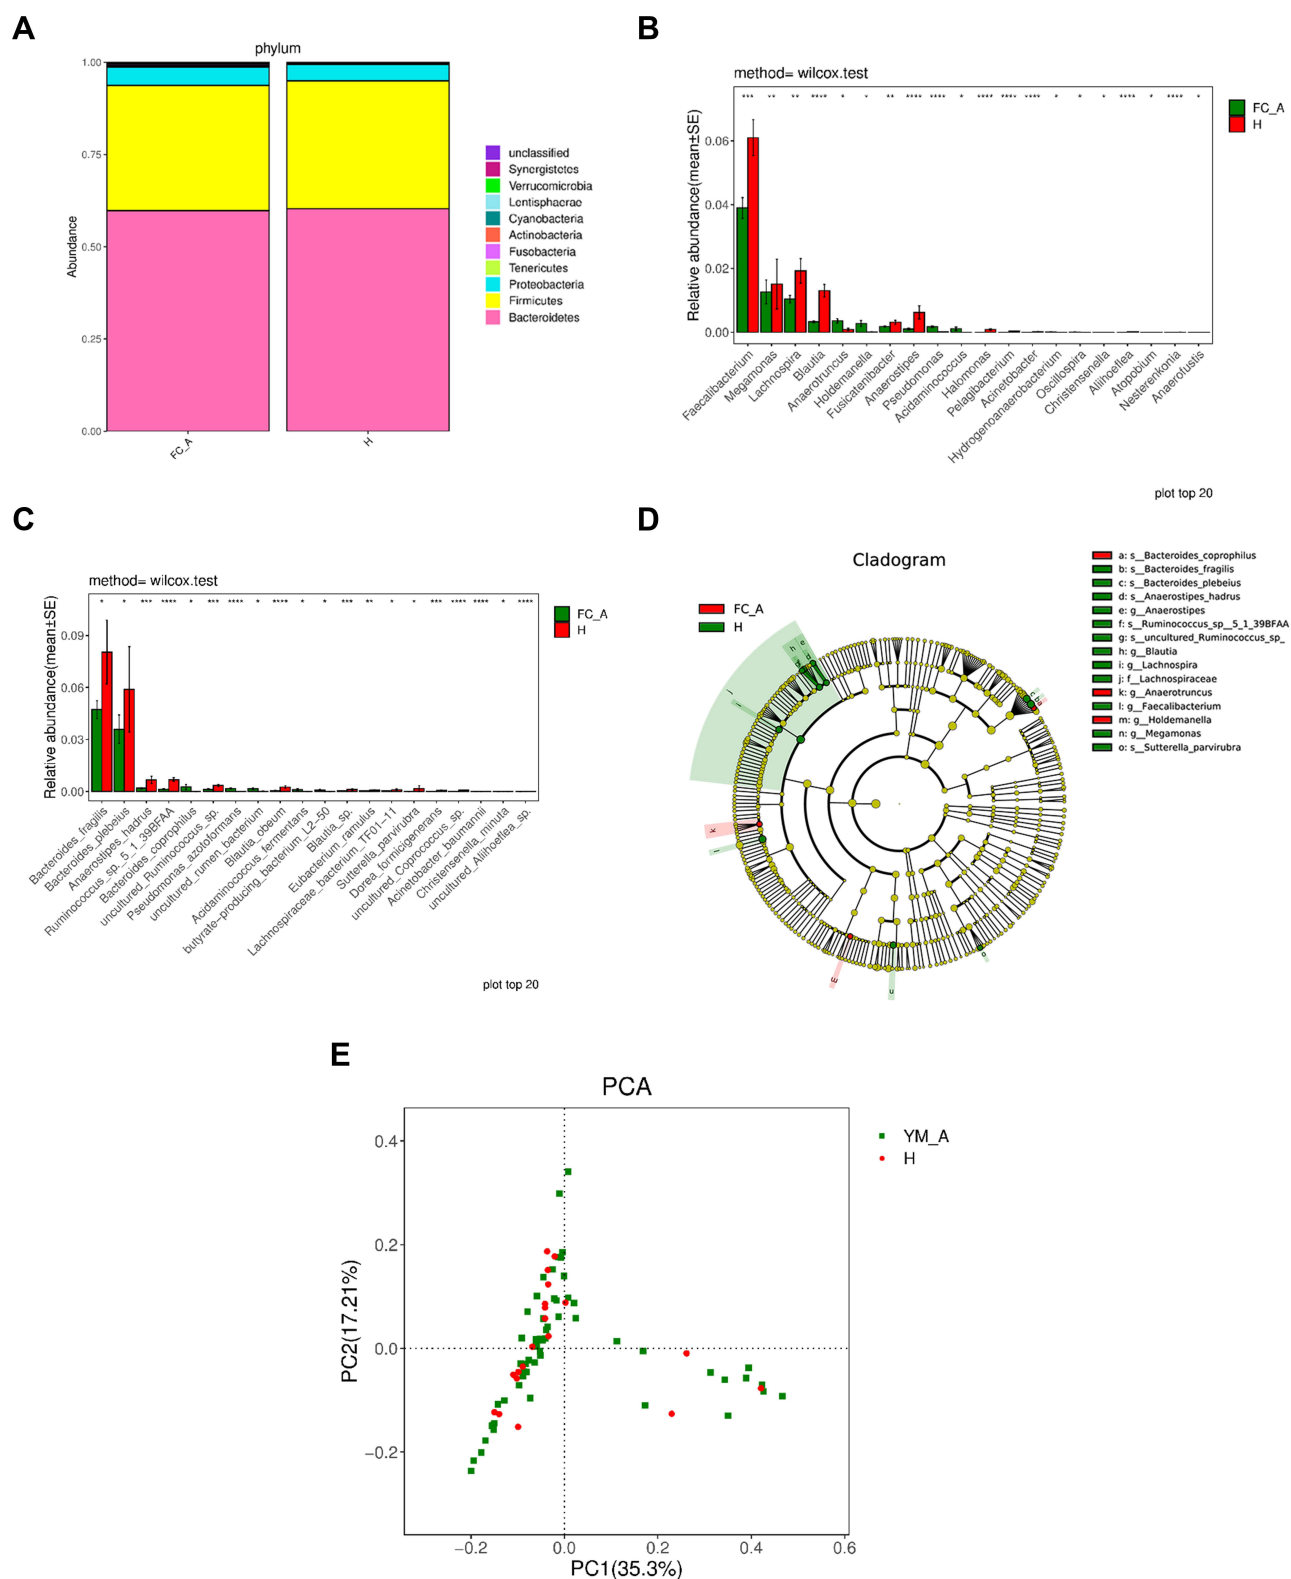 A
phylum
1.00
0.75
0.50
0.25
0.00
Abundance
FC_A
H
unclassified
Synergistetes
Verrucomicrobia
Lentisphaerae
Cyanobacteria
Actinobacteria
Fusobacteria
Tenericutes
Proteobacteria
Firmicutes
Bacteroidetes
B
method= wilcox.test
*** ** ** **** * * ** **** **** * **** **** **** * * * **** * **** *
0.06
0.04
0.02
0.00
Relative abundance(mean±SE)
Faecalibacterium
Megamonas
Lachnospira
Blautia
Anaerotruncus
Holdemanella
Fusicatenibacter
Anaerostipes
Pseudomonas
Acidaminococcus
Halomonas
Pelagibacterium
Acinetobacter
Hydrogenoanaerobacterium
Oscillospira
Christensenella
Aliihoeflea
Atopobium
Nesterenkonia
Anaerofustis
FC_A
H
plot top 20
C
method= wilcox.test
* * *** **** * *** **** * **** * * *** ** * * *** **** **** * ****
0.09
0.06
0.03
0.00
Relative abundance(mean±SE)
Bacteroides_fragilis
Bacteroides_plebeius
Anaerostipes_hadrus
Ruminococcus_sp._5_1_39BFAA
Bacteroides_coprophilus
uncultured_Ruminococcus_sp.
Pseudomonas_azotoformans
uncultured_rumen_bacterium
Blautia_obeum
Acidaminococcus_fermentans
butyrate-producing_bacterium_L2-50
Blautia_sp.
Eubacterium_ramulus
Lachnospiraceae_bacterium_TF01-11
Sutterella_parvirubra
Dorea_formicigenerans
uncultured_Coprococcus_sp.
Acinetobacter_baumannii
Christensenella_minuta
uncultured_Aliihoeflea_sp.
FC_A
H
plot top 20
D
Cladogram
FC_A
H
a: s__Bacteroides_coprophilus
b: s__Bacteroides_fragilis
c: s__Bacteroides_plebeius
d: s__Anaerostipes_hadrus
e: g__Anaerostipes
f: s__Ruminococcus_sp__5_1_39BFAA
g: s__uncultured_Ruminococcus_sp_
h: g__Blautia
i: g__Lachnospira
j: f__Lachnospiraceae
k: g__Anaerotruncus
l: g__Faecalibacterium
m: g__Holdemanella
n: g__Megamonas
o: s__Sutterella_parvirubra
h
e
d
j
i
k
l
m
n
o
E
PCA
0.4
0.2
0.0
−0.2
PC2(17.21%)
−0.2
0.0
0.2
0.4
0.6
PC1(35.3%)
YM_A
H